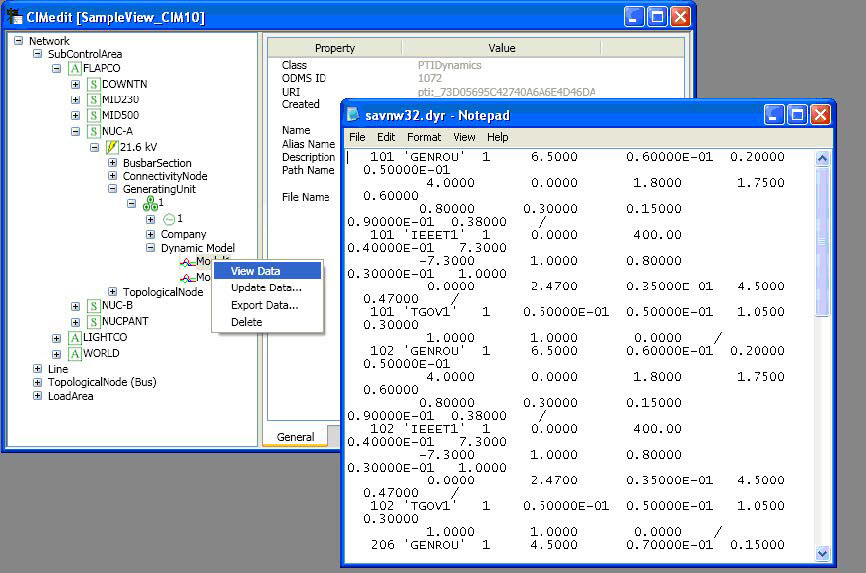 CIMedit [SampleView_CIM10]
Network
SubControlArea
A FLAPCO
S DOWNTN
S MID230
S MID500
S NUC-A
21.6 kV
BusbarSection
ConnectivityNode
GeneratingUnit
1
1
Company
Dynamic Model
TopologicalNode
S NUC-B
S NUCPANT
A LIGHTCO
A WORLD
Line
TopologicalNode (Bus)
LoadArea
View Data
Update Data...
Export Data...
Delete
Property Value
Class PTIDynamics
ODMS ID 1072
URI pti:_73D05695C42740A6A6E4D46DA
Created
Name
Alias Name
Description
Path Name
File Name
General
savnw32.dyr - Notepad
File Edit Format View Help
101 'GENROU' 1 6.5000 0.60000E-01 0.20000
0.50000E-01
4.0000 0.0000 1.8000 1.7500
0.60000
0.80000 0.30000 0.15000
0.90000E-01 0.38000 /
101 'IEEET1' 1 0.0000 400.00
0.40000E-01 7.3000
-7.3000 1.0000 0.80000
0.30000E-01 1.0000
0.0000 2.4700 0.35000E-01 4.5000
0.47000 /
101 'TGOV1' 1 0.50000E-01 0.50000E-01 1.0500
0.30000
1.0000 1.0000 0.0000 /
102 'GENROU' 1 6.5000 0.60000E-01 0.20000
0.50000E-01
4.0000 0.0000 1.8000 1.7500
0.60000
0.80000 0.30000 0.15000
0.90000E-01 0.38000 /
102 'IEEET1' 1 0.0000 400.00
0.40000E-01 7.3000
-7.3000 1.0000 0.80000
0.30000E-01 1.0000
0.0000 2.4700 0.35000E-01 4.5000
0.47000 /
102 'TGOV1' 1 0.50000E-01 0.50000E-01 1.0500
0.30000
1.0000 1.0000 0.0000 /
206 'GENROU' 1 4.5000 0.70000E-01 0.15000